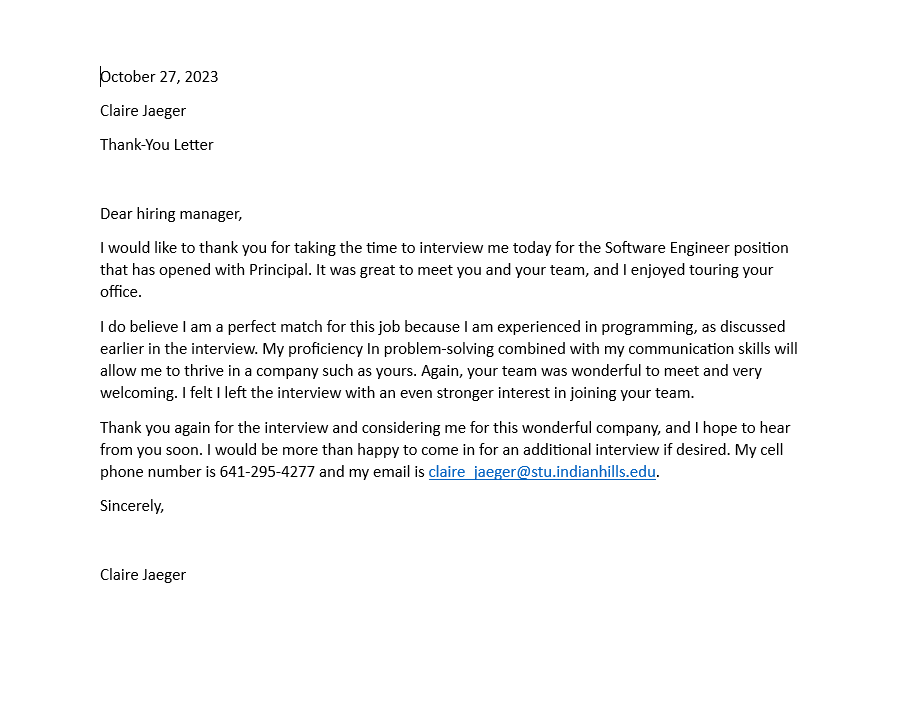 October 27, 2023
Claire Jaeger
Thank-You Letter
Dear hiring manager,
I would like to thank you for taking the time to interview me today for the Software Engineer position
that has opened with Principal. It was great to meet you and your team, and I enjoyed touring your
office.
I do believe I am a perfect match for this job because I am experienced in programming, as discussed
earlier in the interview. My proficiency In problem-solving combined with my communication skills will
allow me to thrive in a company such as yours. Again, your team was wonderful to meet and very
welcoming. I felt I left the interview with an even stronger interest in joining your team.
Thank you again for the interview and considering me for this wonderful company, and I hope to hear
from you soon. I would be more than happy to come in for an additional interview if desired. My cell
phone number is 641-295-4277 and my email is claire_jaeger@stu.indianhills.edu.
Sincerely,
Claire Jaeger